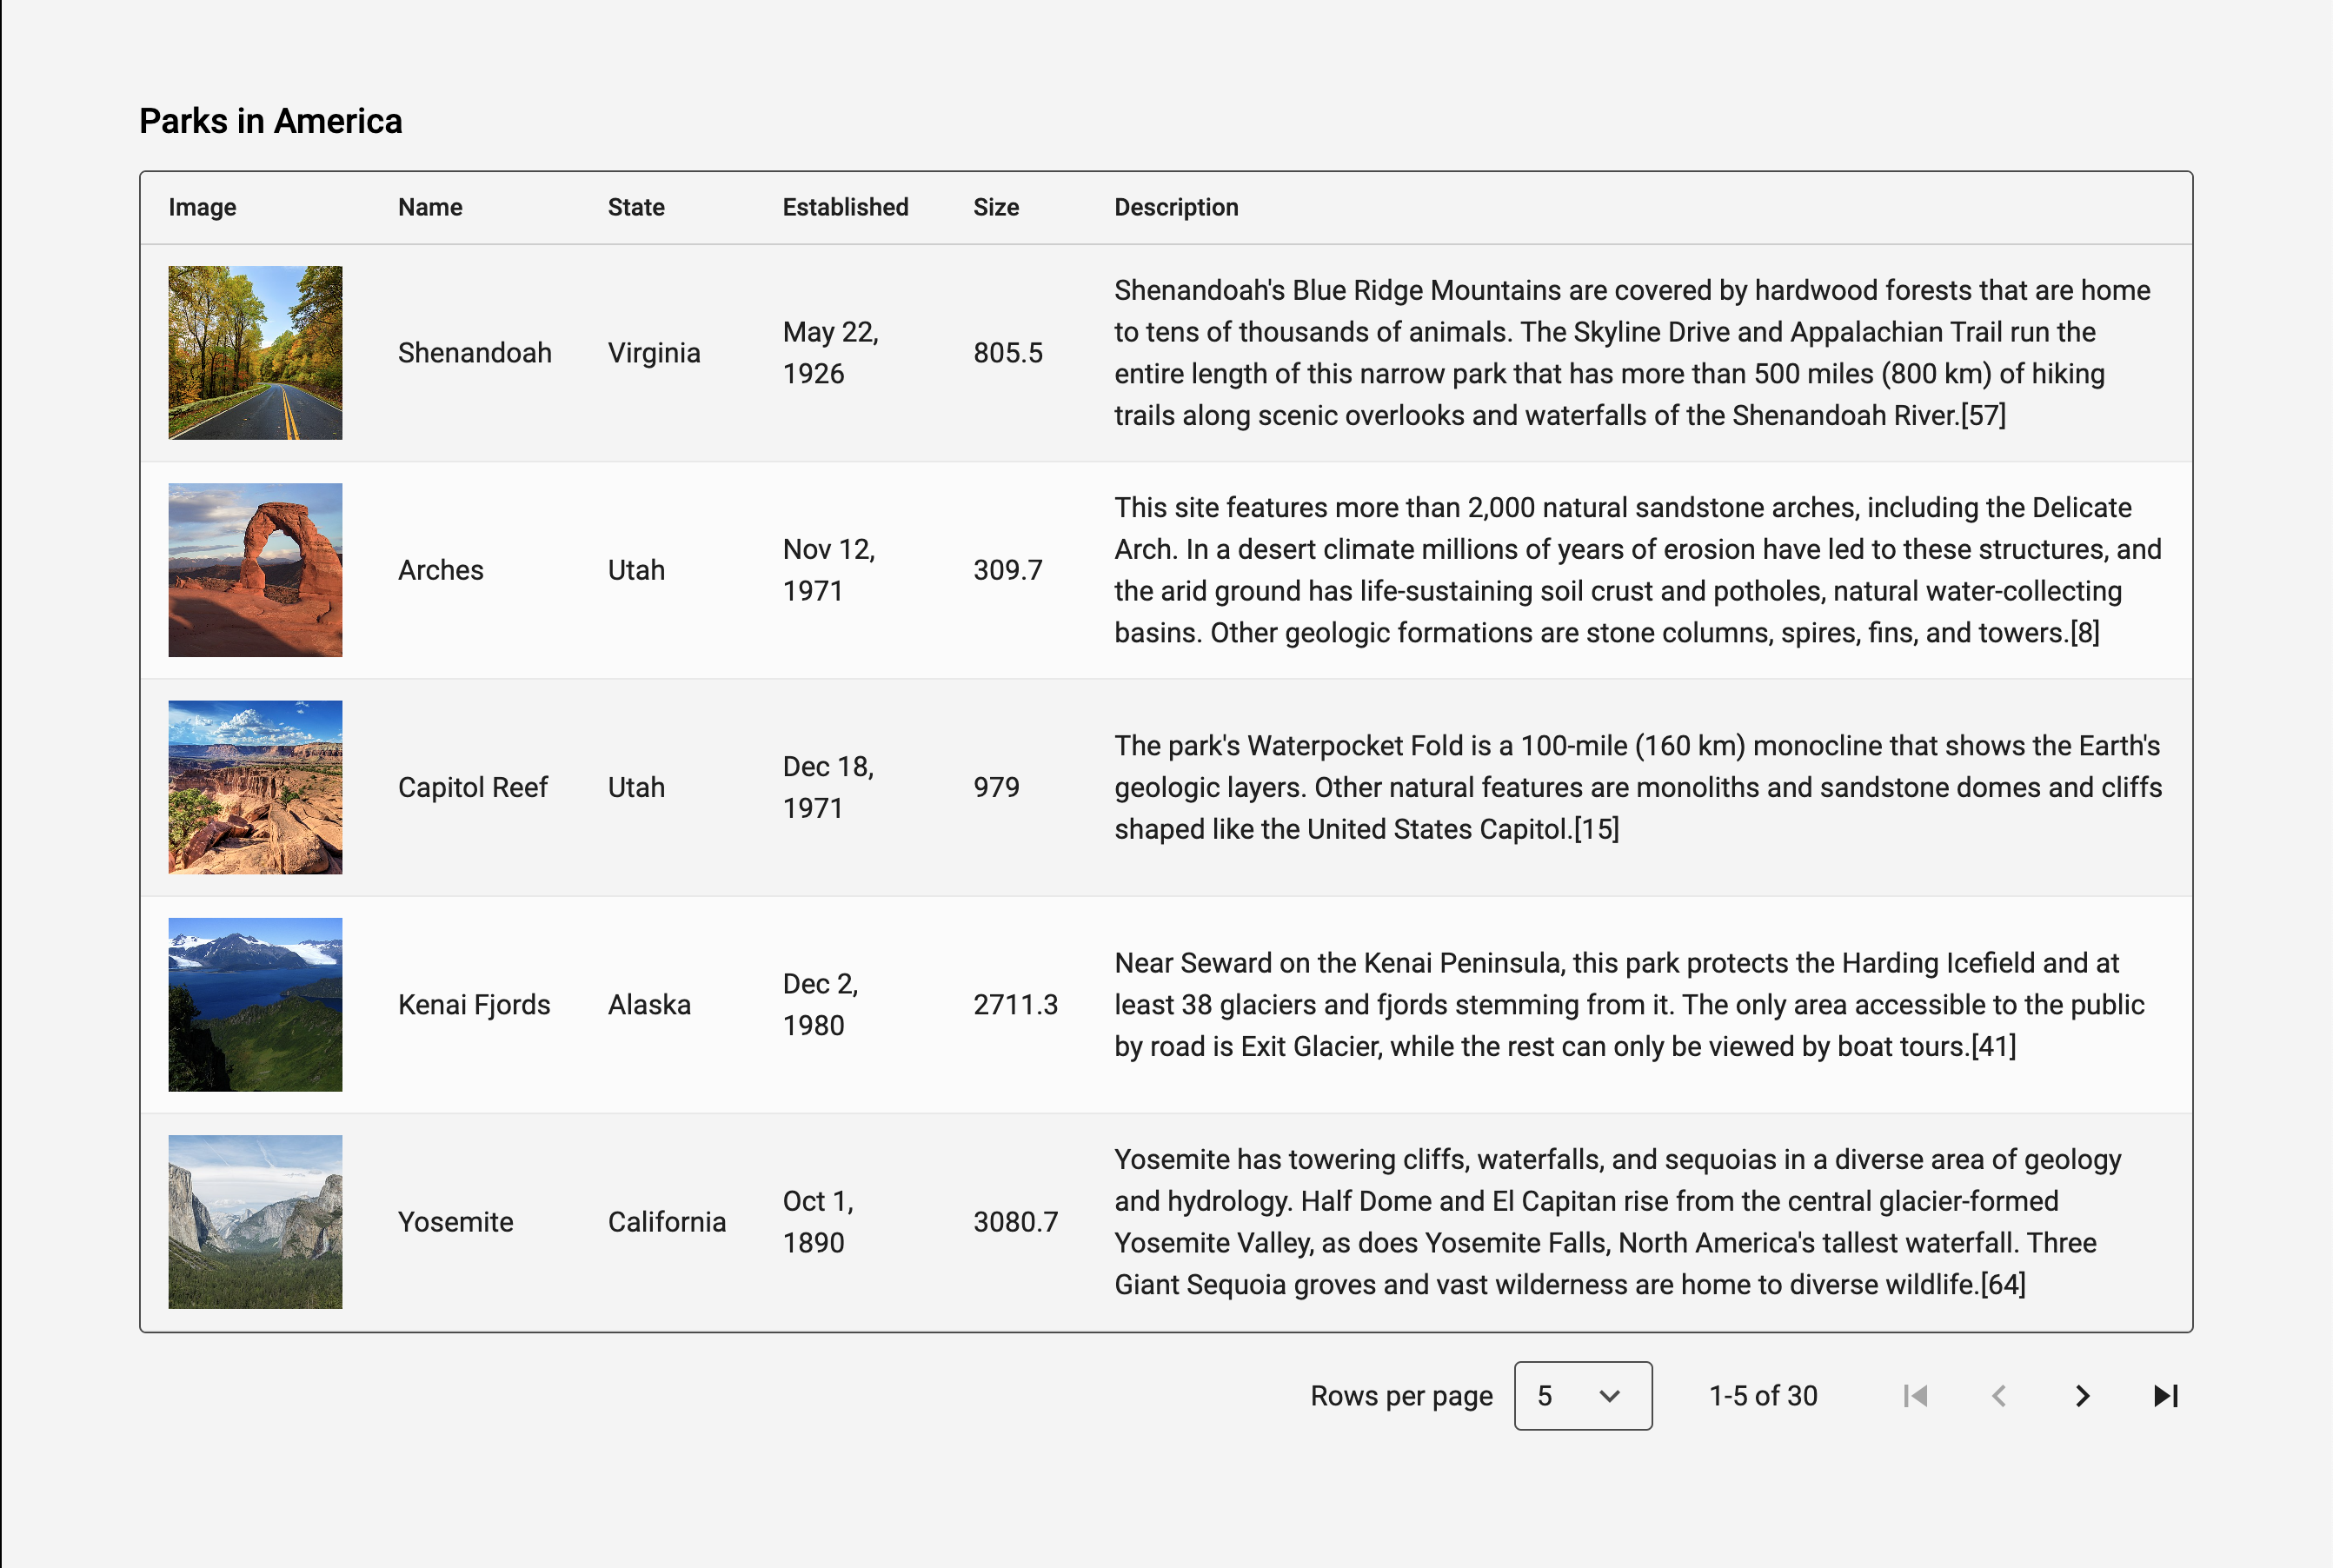 Parks in America
Image Name State Established Size Description
Shenandoah Virginia May 22, 1926 805.5
Shenandoah's Blue Ridge Mountains are covered by hardwood forests that are home
to tens of thousands of animals. The Skyline Drive and Appalachian Trail run the
entire length of this narrow park that has more than 500 miles (800 km) of hiking
trails along scenic overlooks and waterfalls of the Shenandoah River.[57]
Arches Utah Nov 12, 1971 309.7
This site features more than 2,000 natural sandstone arches, including the Delicate
Arch. In a desert climate millions of years of erosion have led to these structures, and
the arid ground has life-sustaining soil crust and potholes, natural water-collecting
basins. Other geologic formations are stone columns, spires, fins, and towers.[8]
Capitol Reef Utah Dec 18, 1971 979
The park's Waterpocket Fold is a 100-mile (160 km) monocline that shows the Earth's
geologic layers. Other natural features are monoliths and sandstone domes and cliffs
shaped like the United States Capitol.[15]
Kenai Fjords Alaska Dec 2, 1980 2711.3
Near Seward on the Kenai Peninsula, this park protects the Harding Icefield and at
least 38 glaciers and fjords stemming from it. The only area accessible to the public
by road is Exit Glacier, while the rest can only be viewed by boat tours.[41]
Yosemite California Oct 1, 1890 3080.7
Yosemite has towering cliffs, waterfalls, and sequoias in a diverse area of geology
and hydrology. Half Dome and El Capitan rise from the central glacier-formed
Yosemite Valley, as does Yosemite Falls, North America's tallest waterfall. Three
Giant Sequoia groves and vast wilderness are home to diverse wildlife.[64]
Rows per page 5 1-5 of 30